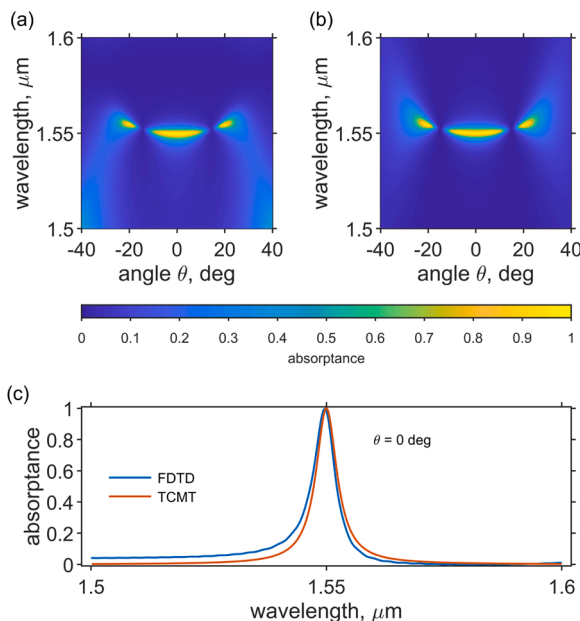 (a)
(b)
1.6
1.55
1.5
wavelength, μm
-40 -20 0 20 40
angle θ, deg
1.6
1.55
1.5
wavelength, μm
-40 -20 0 20 40
angle θ, deg
0 0.1 0.2 0.3 0.4 0.5 0.6 0.7 0.8 0.9 1
absorptance
(c)
1
0.8
0.6
0.4
0.2
0
absorptance
θ = 0 deg
FDTD
TCMT
1.5 1.55 1.6
wavelength, μm